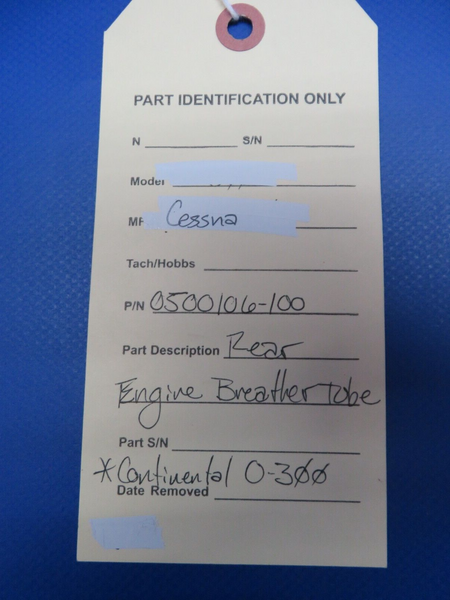 PART IDENTIFICATION ONLY
N S/N
Model
Cessna
Tach/Hobbs
P/N 0500106-100
Part Description Rear
Engine Breather Tube
Part S/N
*Continental O-300
Date Removed